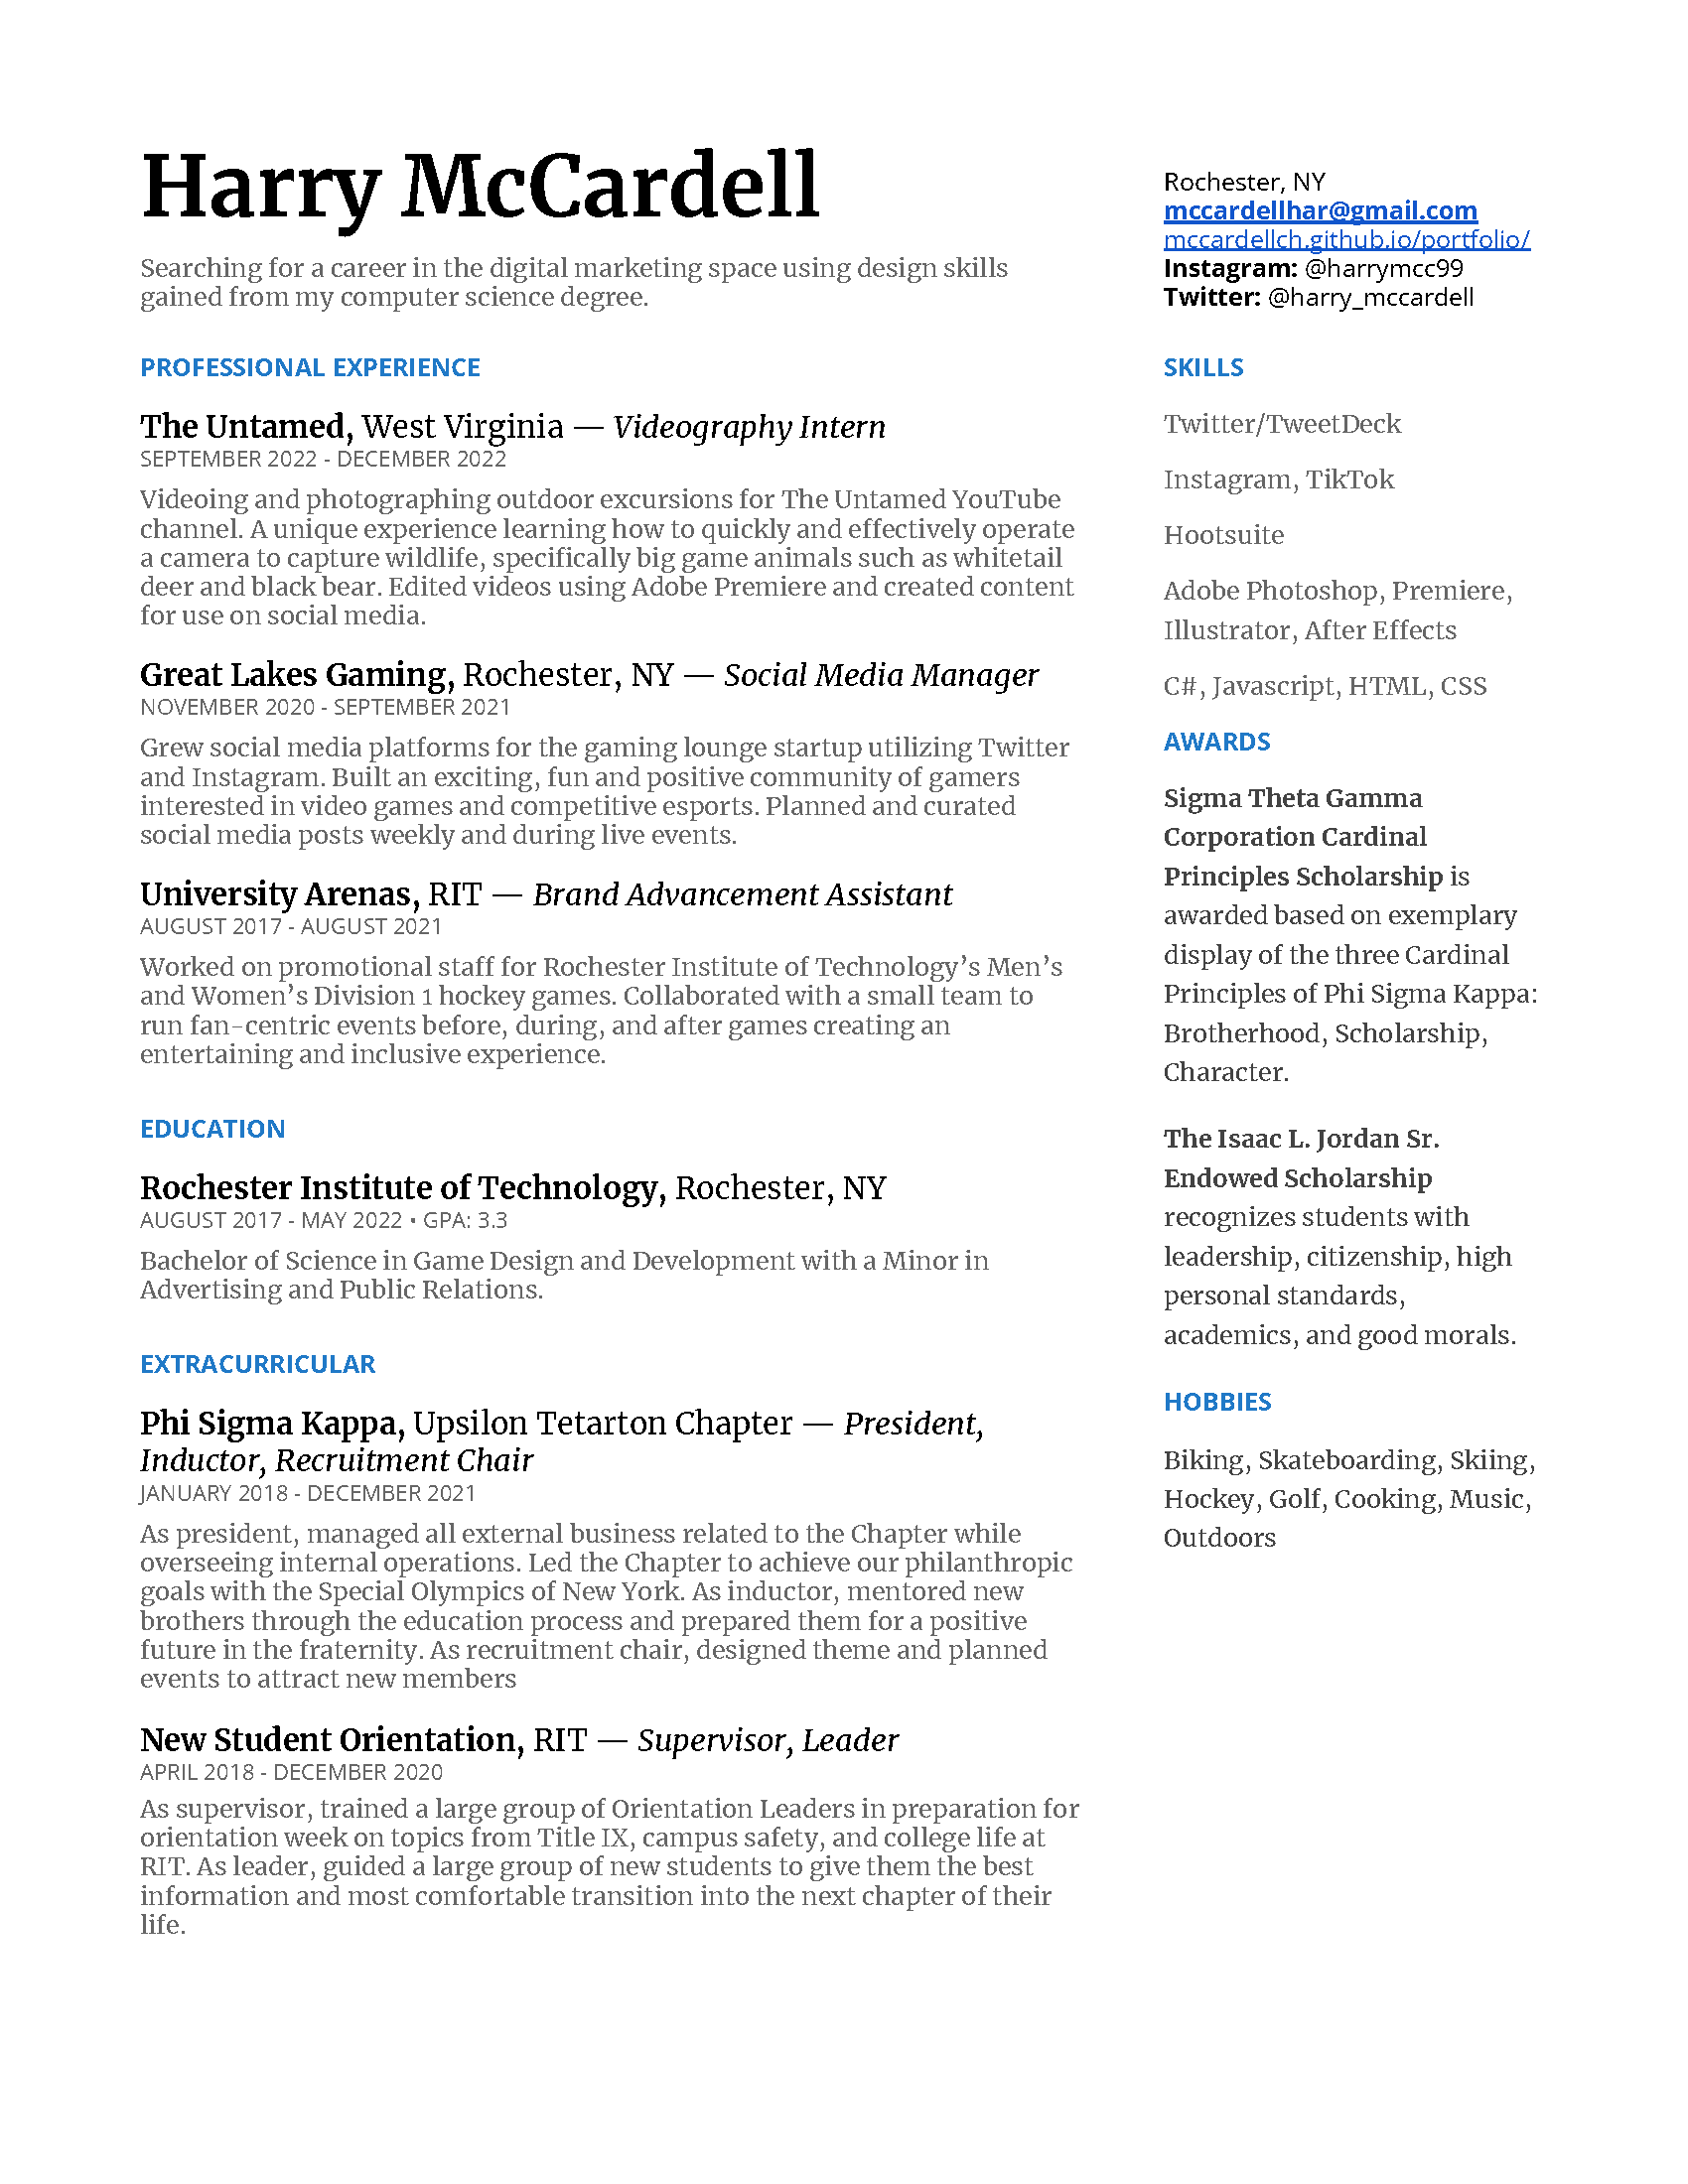 Harry McCardell
Searching for a career in the digital marketing space using design skills
gained from my computer science degree.
Rochester, NY
mccardellhar@gmail.com
mccardellch.github.io/portfolio/
Instagram: @harrymcc99
Twitter: @harry_mccardell
PROFESSIONAL EXPERIENCE
The Untamed, West Virginia — Videography Intern
SEPTEMBER 2022 - DECEMBER 2022
Videoing and photographing outdoor excursions for The Untamed YouTube
channel. A unique experience learning how to quickly and effectively operate
a camera to capture wildlife, specifically big game animals such as whitetail
deer and black bear. Edited videos using Adobe Premiere and created content
for use on social media.
Great Lakes Gaming, Rochester, NY — Social Media Manager
NOVEMBER 2020 - SEPTEMBER 2021
Grew social media platforms for the gaming lounge startup utilizing Twitter
and Instagram. Built an exciting, fun and positive community of gamers
interested in video games and competitive esports. Planned and curated
social media posts weekly and during live events.
University Arenas, RIT — Brand Advancement Assistant
AUGUST 2017 - AUGUST 2021
Worked on promotional staff for Rochester Institute of Technology’s Men’s
and Women’s Division 1 hockey games. Collaborated with a small team to
run fan-centric events before, during, and after games creating an
entertaining and inclusive experience.
EDUCATION
Rochester Institute of Technology, Rochester, NY
AUGUST 2017 - MAY 2022 • GPA: 3.3
Bachelor of Science in Game Design and Development with a Minor in
Advertising and Public Relations.
EXTRACURRICULAR
Phi Sigma Kappa, Upsilon Tetarton Chapter — President,
Inductor, Recruitment Chair
JANUARY 2018 - DECEMBER 2021
As president, managed all external business related to the Chapter while
overseeing internal operations. Led the Chapter to achieve our philanthropic
goals with the Special Olympics of New York. As inductor, mentored new
brothers through the education process and prepared them for a positive
future in the fraternity. As recruitment chair, designed theme and planned
events to attract new members
New Student Orientation, RIT — Supervisor, Leader
APRIL 2018 - DECEMBER 2020
As supervisor, trained a large group of Orientation Leaders in preparation for
orientation week on topics from Title IX, campus safety, and college life at
RIT. As leader, guided a large group of new students to give them the best
information and most comfortable transition into the next chapter of their
life.
SKILLS
Twitter/TweetDeck
Instagram, TikTok
Hootsuite
Adobe Photoshop, Premiere,
Illustrator, After Effects
C#, Javascript, HTML, CSS
AWARDS
Sigma Theta Gamma
Corporation Cardinal
Principles Scholarship is
awarded based on exemplary
display of the three Cardinal
Principles of Phi Sigma Kappa:
Brotherhood, Scholarship,
Character.
The Isaac L. Jordan Sr.
Endowed Scholarship
recognizes students with
leadership, citizenship, high
personal standards,
academics, and good morals.
HOBBIES
Biking, Skateboarding, Skiing,
Hockey, Golf, Cooking, Music,
Outdoors